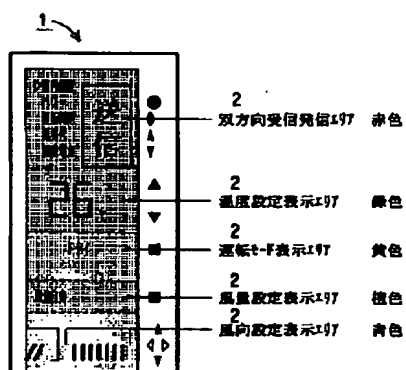 1
2
双方向受信発信ｴﾘｱ 赤色
2
温度設定表示ｴﾘｱ 緑色
2
運転ﾓｰﾄﾞ表示ｴﾘｱ 黄色
2
風量設定表示ｴﾘｱ 橙色
2
風向設定表示ｴﾘｱ 青色
送信
26